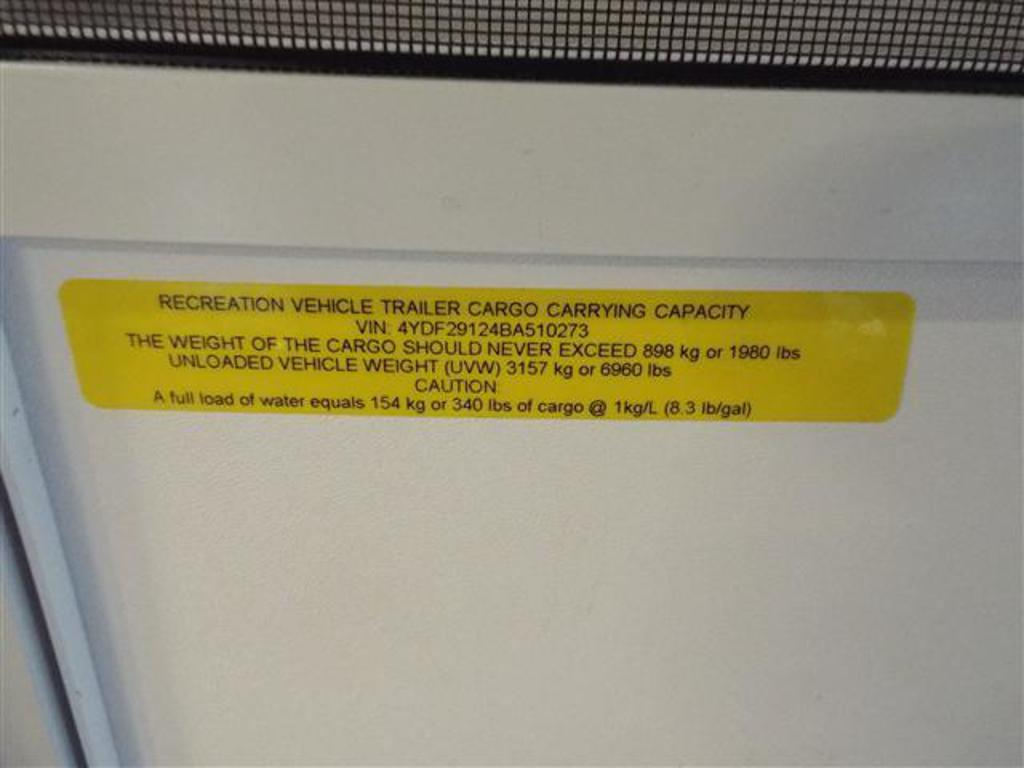 RECREATION VEHICLE TRAILER CARGO CARRYING CAPACITY
VIN: 4YDF29124BA510273
THE WEIGHT OF THE CARGO SHOULD NEVER EXCEED 898 kg or 1980 lbs
UNLOADED VEHICLE WEIGHT (UVW) 3157 kg or 6960 lbs
CAUTION:
A full load of water equals 154 kg or 340 lbs of cargo @ 1kg/L (8.3 lb/gal)